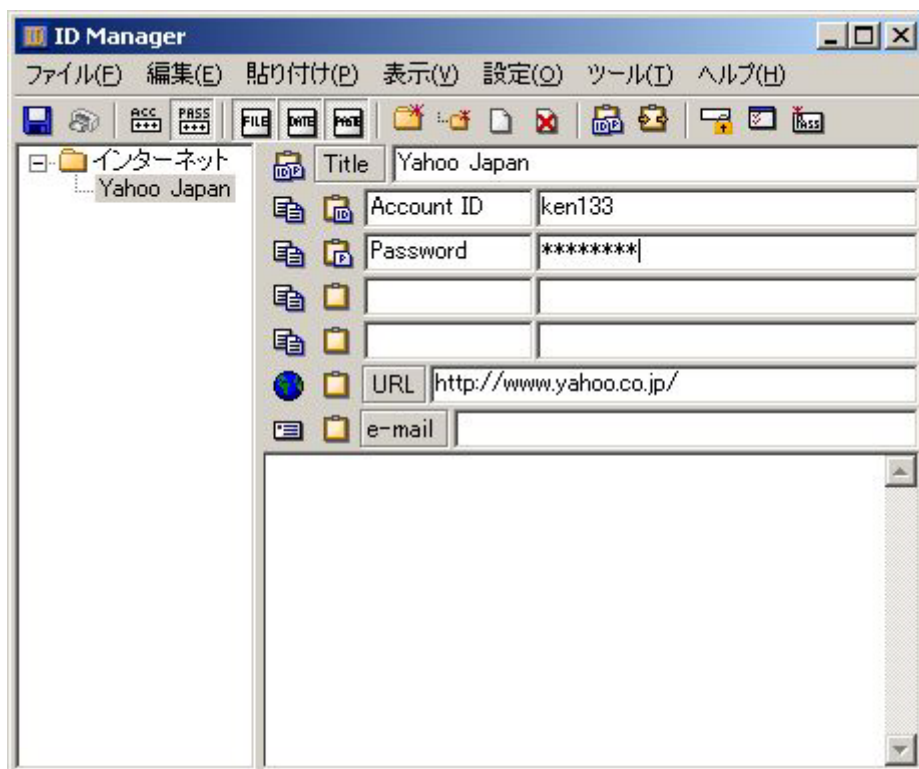 ID Manager
ファイル(F) 編集(E) 貼り付け(P) 表示(V) 設定(O) ツール(T) ヘルプ(H)
ACC PASS FILE DATE PASTE PASS
インターネット
Yahoo Japan
Title Yahoo Japan
Account ID ken133
Password ********
URL http://www.yahoo.co.jp/
e-mail